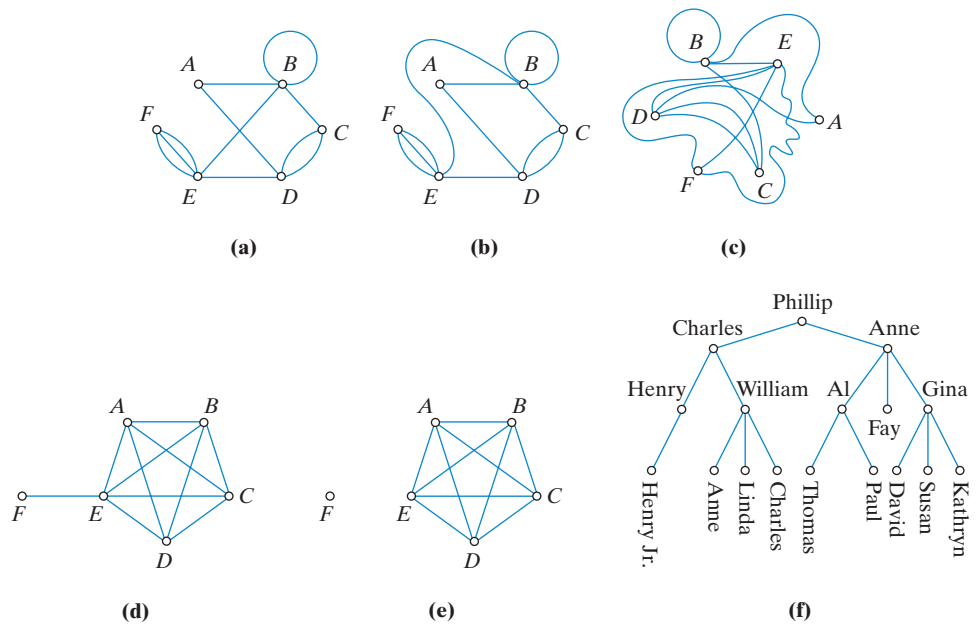 A B
C
F
E D
(a)
A B
C
F
E D
(b)
B E
D A
F C
(c)
A B
C
F E
D
(d)
A B
C
F E
D
(e)
Phillip
Charles Anne
Henry William Al Gina
Fay
Henry Jr. Anne Linda Charles Thomas Paul David Susan Kathryn
(f)